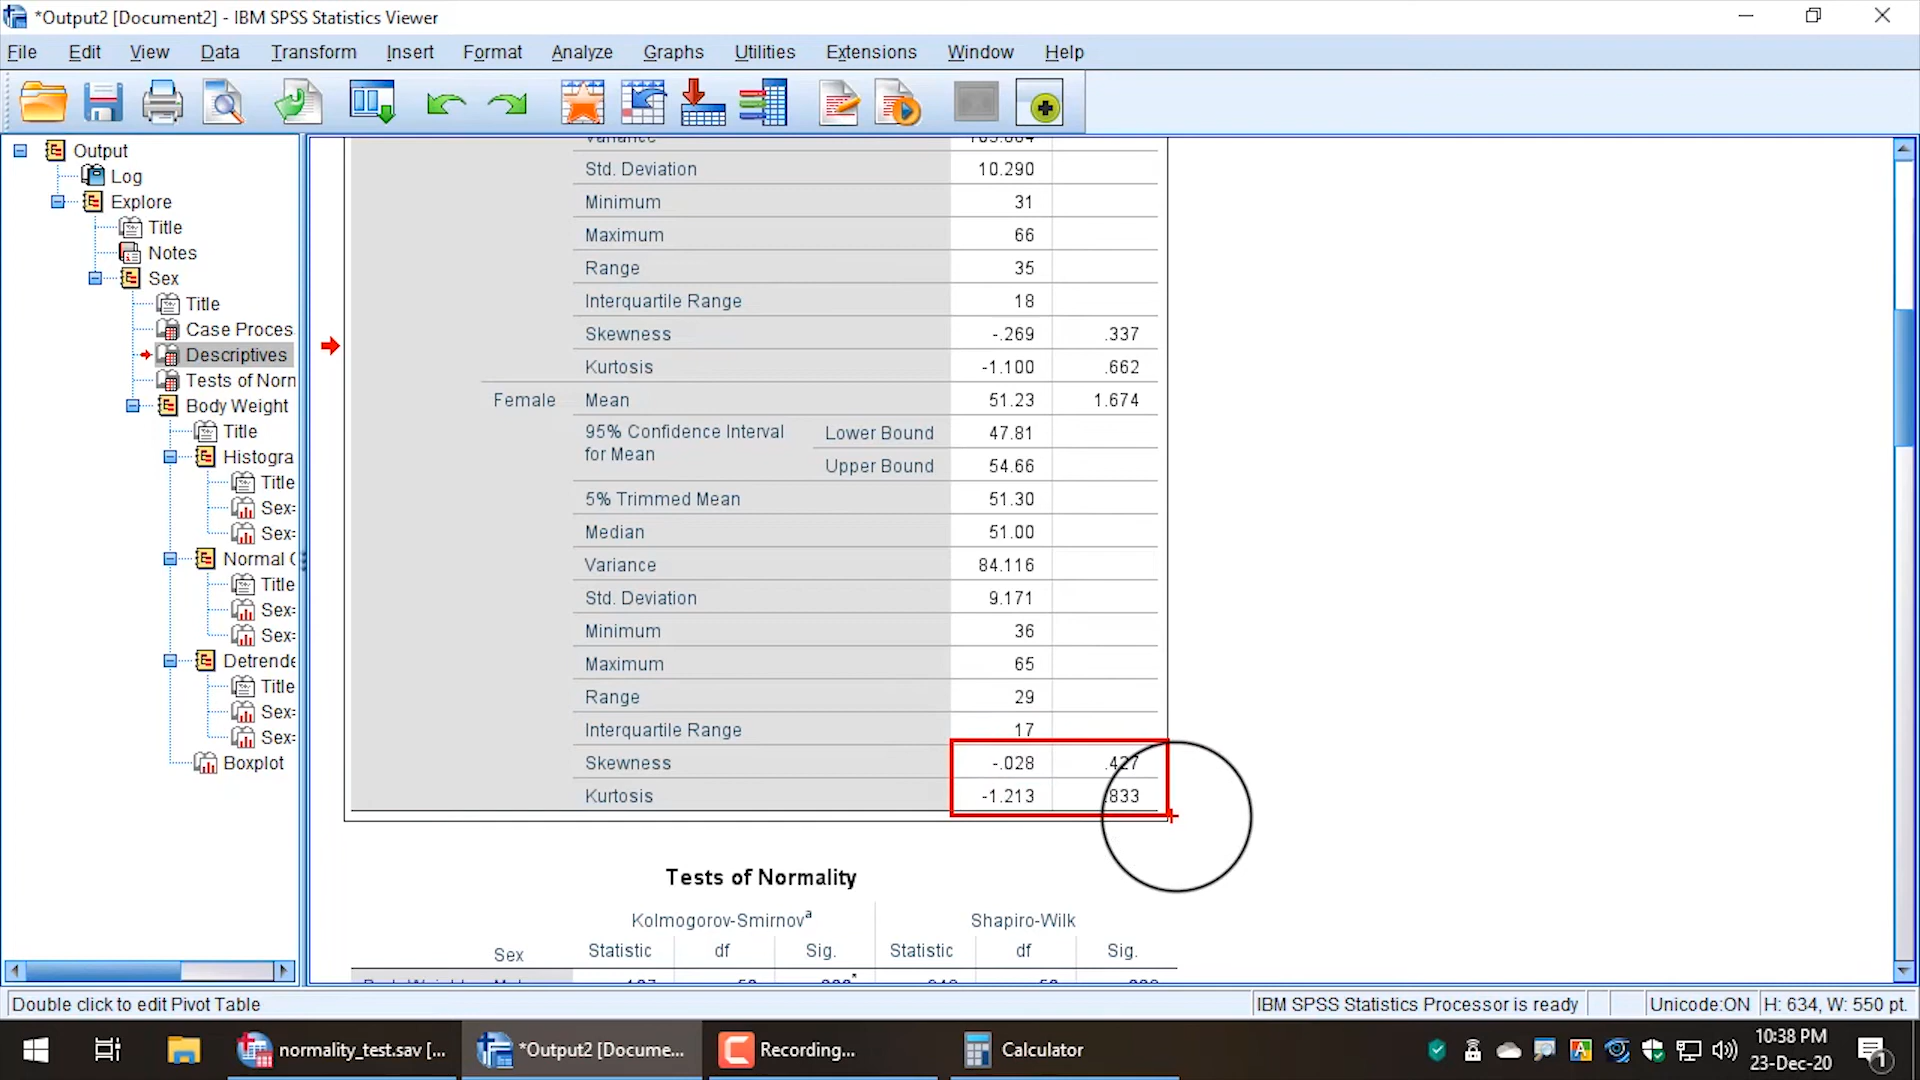 *Output2 [Document2] - IBM SPSS Statistics Viewer
File Edit View Data Transform Insert Format Analyze Graphs Utilities Extensions Window Help
Output
Log
Explore
Title
Notes
Sex
Title
Case Proces
Descriptives
Tests of Norn
Body Weight
Title
Histogra
Title
Sex=
Sex=
Normal
Title
Sex=
Sex=
Detrende
Title
Sex=
Sex=
Boxplot
Variance
Std. Deviation 10.290
Minimum 31
Maximum 66
Range 35
Interquartile Range 18
Skewness -.269 .337
Kurtosis -1.100 .662
Female Mean 51.23 1.674
95% Confidence Interval for Mean Lower Bound 47.81
Upper Bound 54.66
5% Trimmed Mean 51.30
Median 51.00
Variance 84.116
Std. Deviation 9.171
Minimum 36
Maximum 65
Range 29
Interquartile Range 17
Skewness -.028 .427
Kurtosis -1.213 .833
Tests of Normality
Kolmogorov-Smirnovᵃ Shapiro-Wilk
Sex Statistic df Sig. Statistic df Sig.
Double click to edit Pivot Table
IBM SPSS Statistics Processor is ready Unicode:ON H: 634, W: 550 pt.
normality_test.sav [...
*Output2 [Docume...
Recording...
Calculator
10:38 PM
23-Dec-20
1